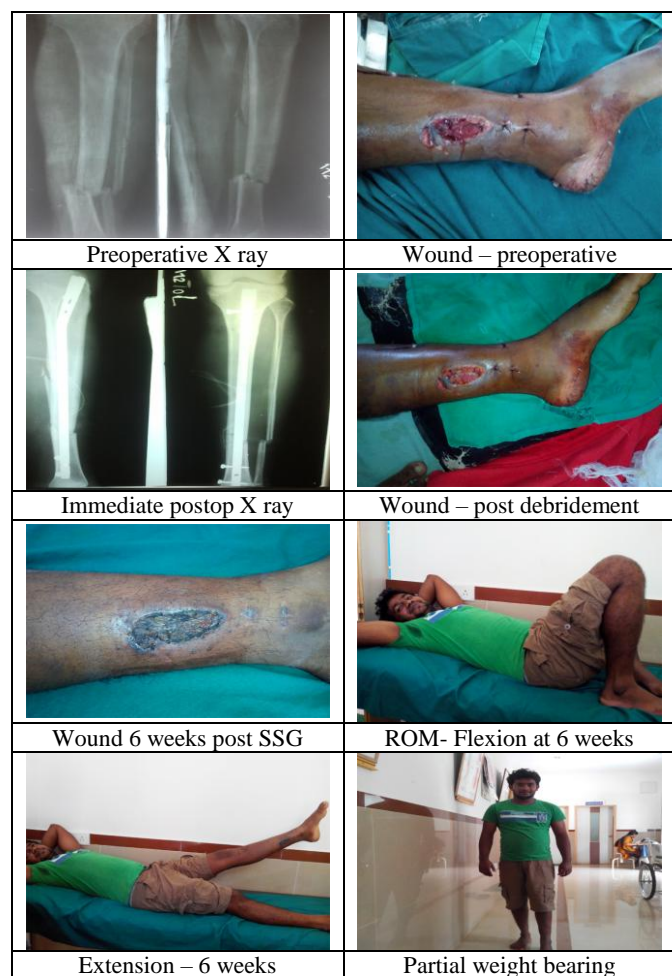 Preoperative X ray
Wound – preoperative
Immediate postop X ray
Wound – post debridement
Wound 6 weeks post SSG
ROM- Flexion at 6 weeks
Extension – 6 weeks
Partial weight bearing